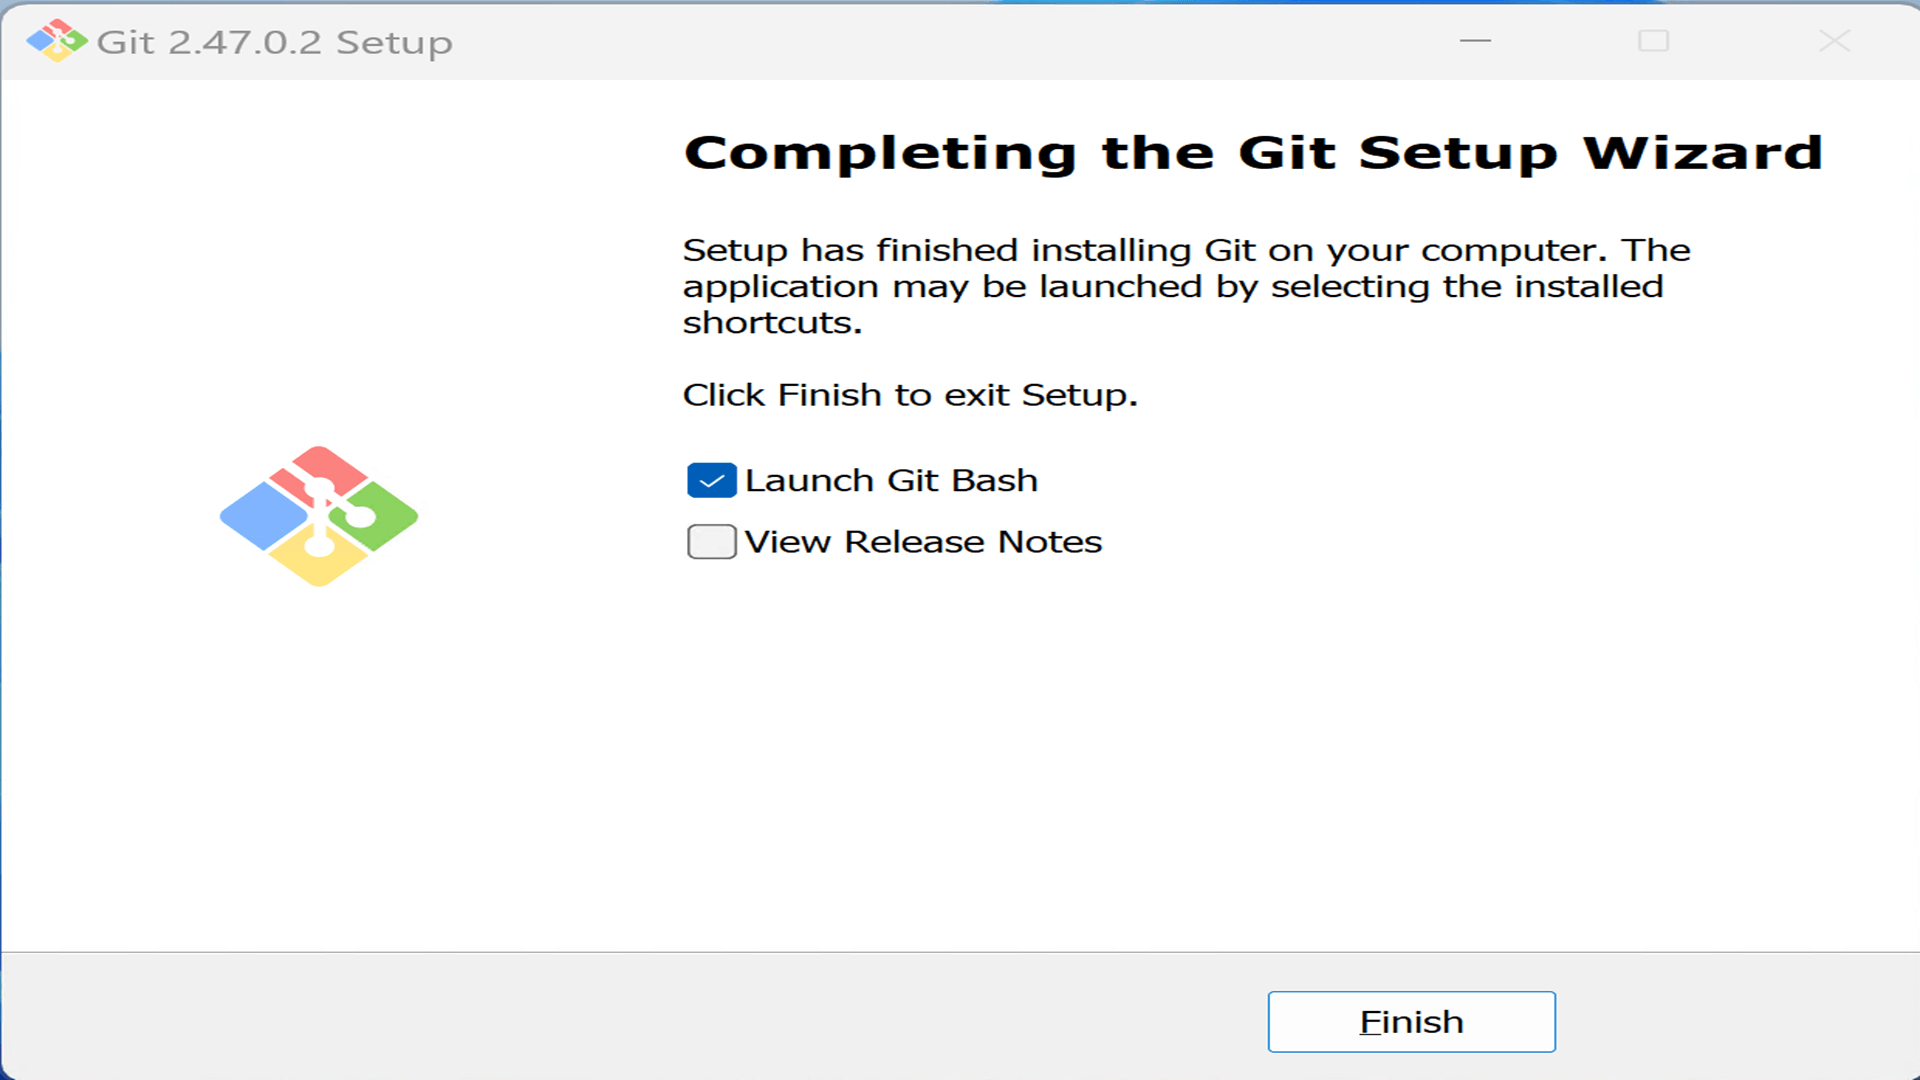 Git 2.47.0.2 Setup
Completing the Git Setup Wizard
Setup has finished installing Git on your computer. The
application may be launched by selecting the installed
shortcuts.
Click Finish to exit Setup.
Launch Git Bash
View Release Notes
Finish